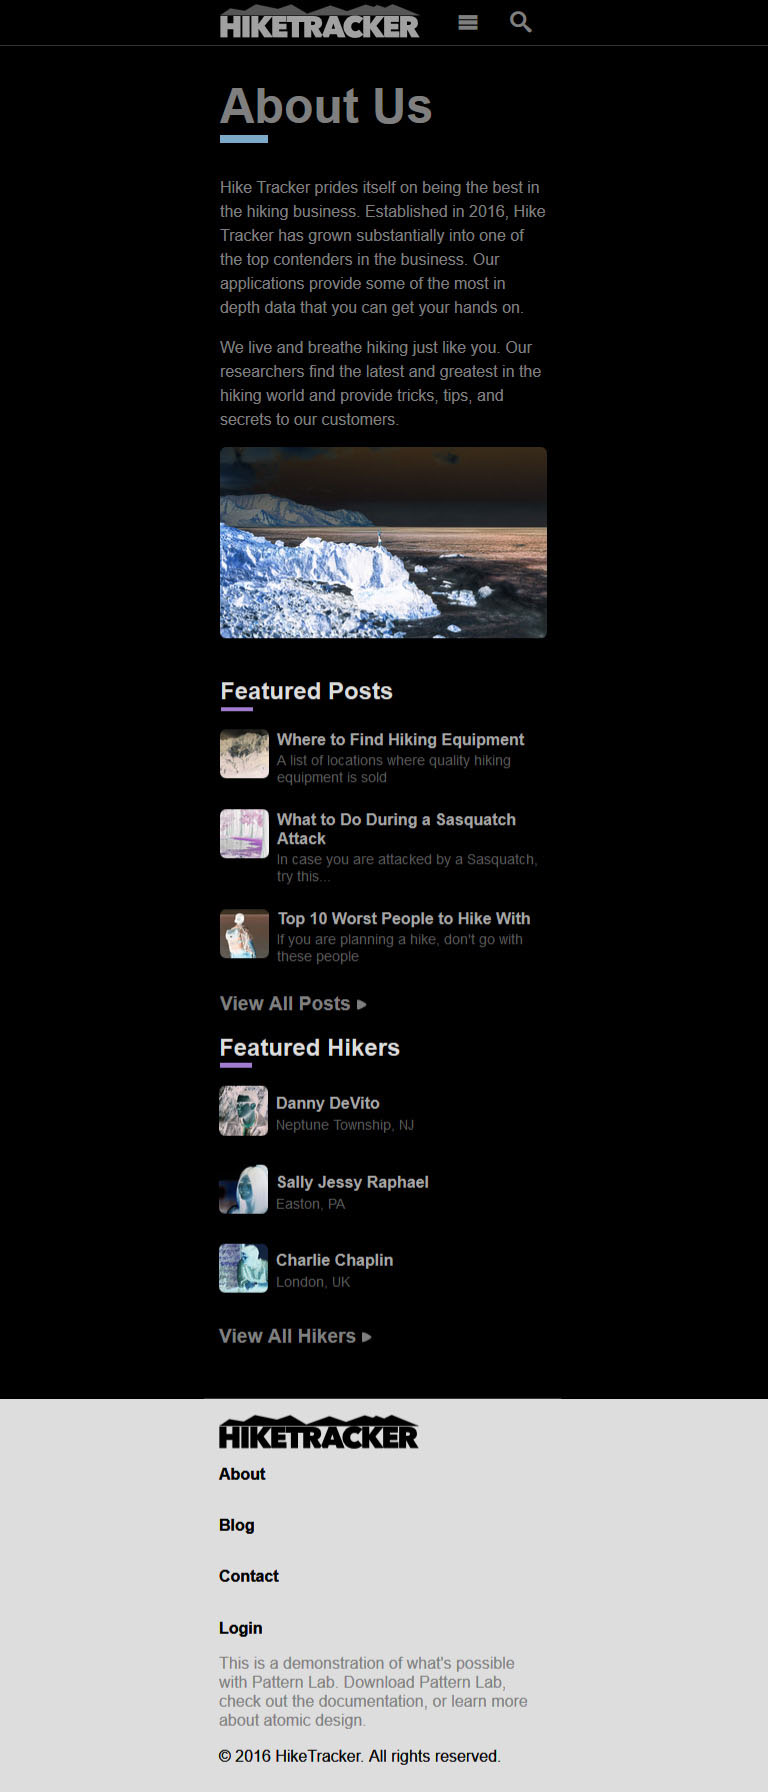 HIKETRACKER
About Us
Hike Tracker prides itself on being the best in
the hiking business. Established in 2016, Hike
Tracker has grown substantially into one of
the top contenders in the business. Our
applications provide some of the most in
depth data that you can get your hands on.
We live and breathe hiking just like you. Our
researchers find the latest and greatest in the
hiking world and provide tricks, tips, and
secrets to our customers.
Featured Posts
Where to Find Hiking Equipment
A list of locations where quality hiking
equipment is sold
What to Do During a Sasquatch
Attack
In case you are attacked by a Sasquatch,
try this...
Top 10 Worst People to Hike With
If you are planning a hike, don't go with
these people
View All Posts
Featured Hikers
Danny DeVito
Neptune Township, NJ
Sally Jessy Raphael
Easton, PA
Charlie Chaplin
London, UK
View All Hikers
HIKETRACKER
About
Blog
Contact
Login
This is a demonstration of what's possible
with Pattern Lab. Download Pattern Lab,
check out the documentation, or learn more
about atomic design.
© 2016 HikeTracker. All rights reserved.